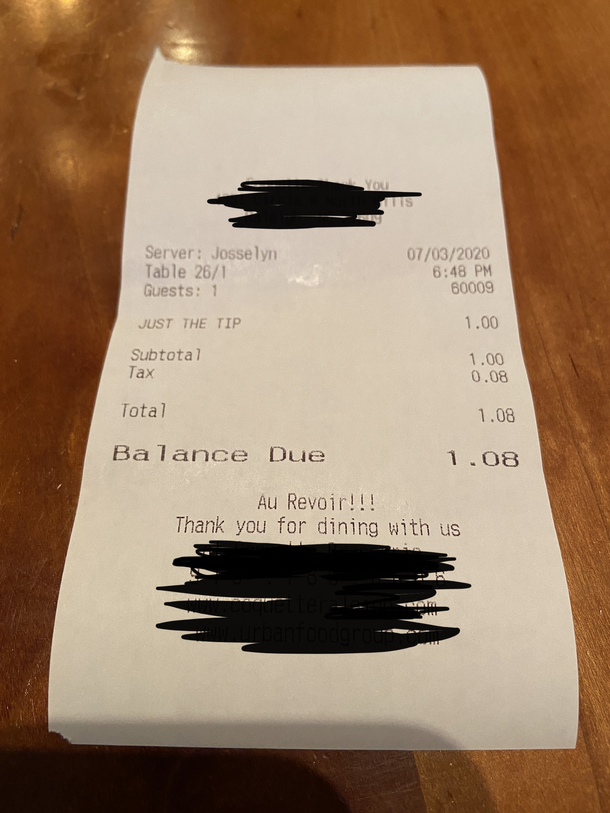 You
Server: Josselyn 07/03/2020
Table 26/1 6:48 PM
Guests: 1 60009
JUST THE TIP 1.00
Subtotal 1.00
Tax 0.08
Total 1.08
Balance Due 1.08
Au Revoir!!!
Thank you for dining with us